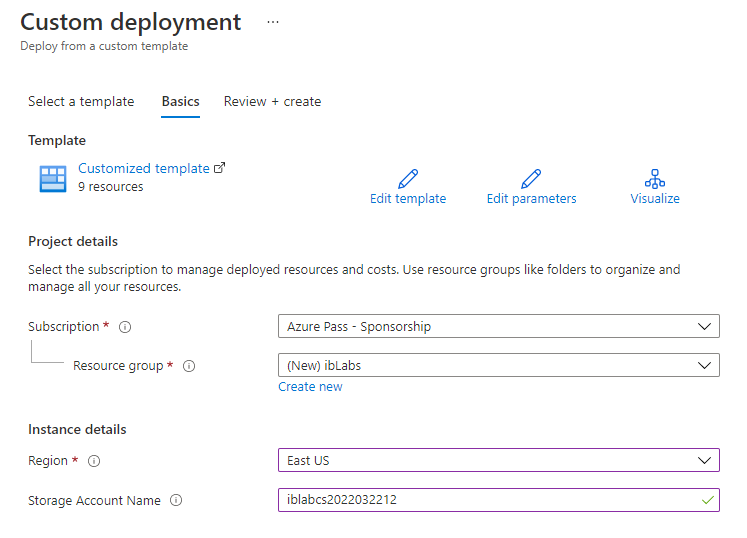 Custom deployment ...
Deploy from a custom template
Select a template Basics Review + create
Template
Customized template
9 resources
Edit template Edit parameters Visualize
Project details
Select the subscription to manage deployed resources and costs. Use resource groups like folders to organize and
manage all your resources.
Subscription * Azure Pass - Sponsorship
Resource group * (New) ibLabs
Create new
Instance details
Region * East US
Storage Account Name iblabcs2022032212